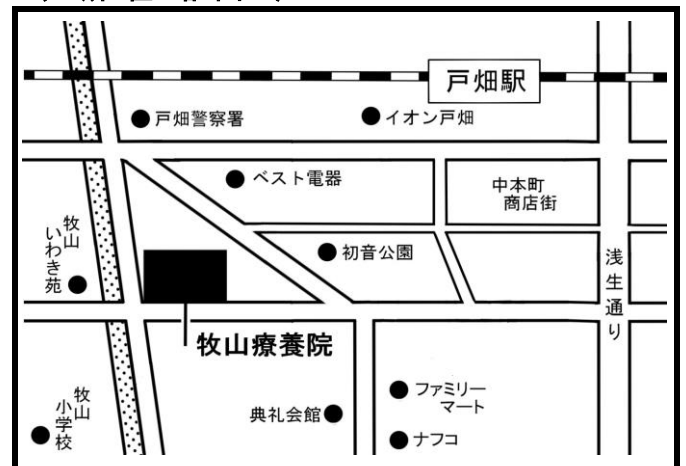 戸畑駅
戸畑警察署
イオン戸畑
ベスト電器
中本町
商店街
牧山
いわき苑
初音公園
浅生通り
牧山療養院
ファミリー
マート
典礼会館
牧山
小学校
ナフコ